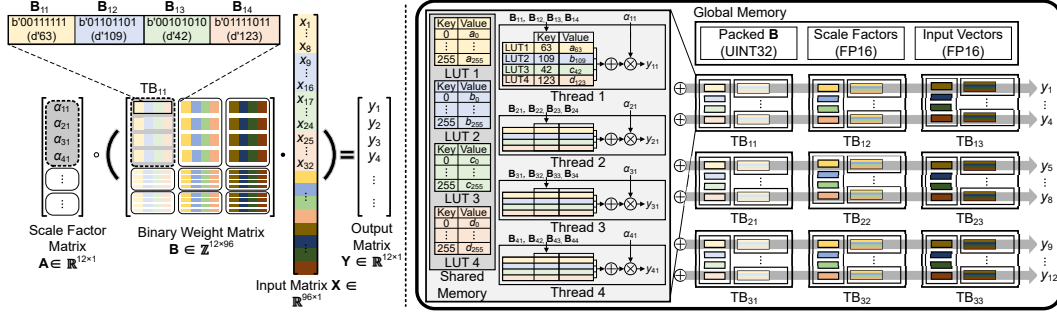 B11 B12 B13 B14
b'00111111 b'01101101 b'00101010 b'01111011
(d'63) (d'109) (d'42) (d'123)
TB11
α11
α21
α31
α41
⋮
⋮
Scale Factor
Matrix
A∈ℝ12×1
∘
Binary Weight Matrix
B ∈ ℤ12×96
x1
⋮
x8
x9
⋮
x16
x17
⋮
x24
x25
⋮
x32
⋮
Input Matrix X ∈
ℝ96×1
=
y1
y2
y3
y4
⋮
Output
Matrix
Y∈ℝ12×1
Key Value
0 a0
⋮ ⋮
255 a255
LUT 1
Key Value
0 b0
⋮ ⋮
255 b255
LUT 2
Key Value
0 c0
⋮ ⋮
255 c255
LUT 3
Key Value
0 d0
⋮ ⋮
255 d255
LUT 4
Shared
Memory
B11, B12, B13, B14 α11
Key Value
LUT1 63 a63
LUT2 109 b109
LUT3 42 c42
LUT4 123 d123
y11
Thread 1
B21, B22, B23, B24 α21
y21
Thread 2
B31, B32, B33, B34 α31
y31
Thread 3
B41, B42, B43, B44 α41
y41
Thread 4
Global Memory
Packed B
(UINT32)
Scale Factors
(FP16)
Input Vectors
(FP16)
y1
⋮
y4
TB11 TB12 TB13
y5
⋮
y8
TB21 TB22 TB23
y9
⋮
y12
TB31 TB32 TB33